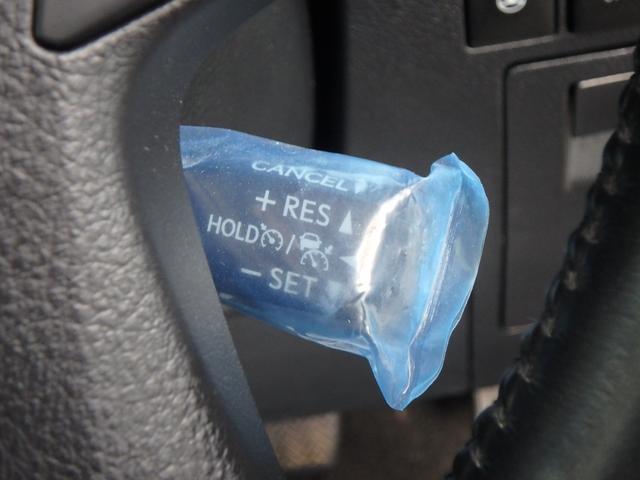 CANCEL
+ RES
HOLD /
− SET